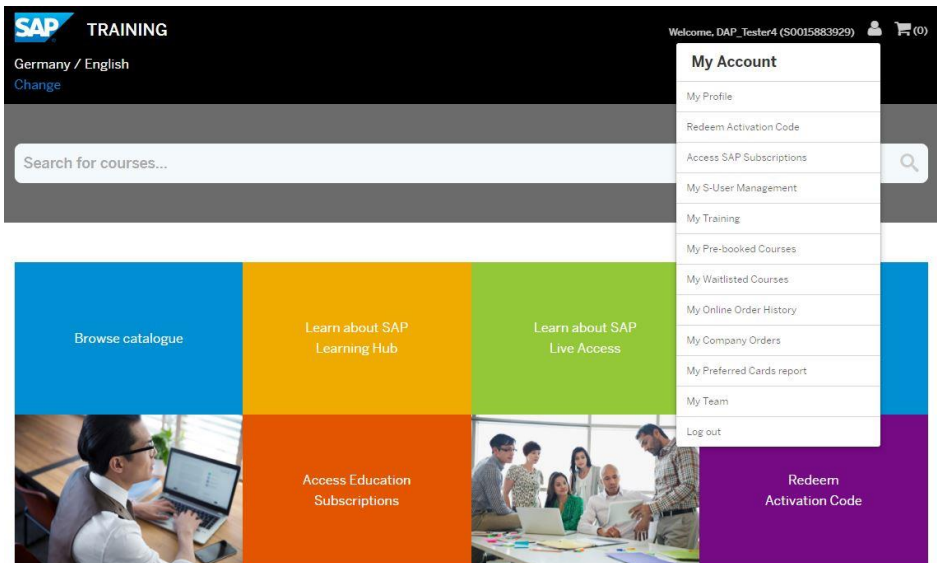 SAP TRAINING
Welcome, DAP_Tester4 (S0015883929) (0)
Germany / English
Change
My Account
My Profile
Redeem Activation Code
Access SAP Subscriptions
My S-User Management
My Training
My Pre-booked Courses
My Waitlisted Courses
My Online Order History
My Company Orders
My Preferred Cards report
My Team
Log out
Search for courses...
Browse catalogue
Learn about SAP
Learning Hub
Learn about SAP
Live Access
Access Education
Subscriptions
Redeem
Activation Code